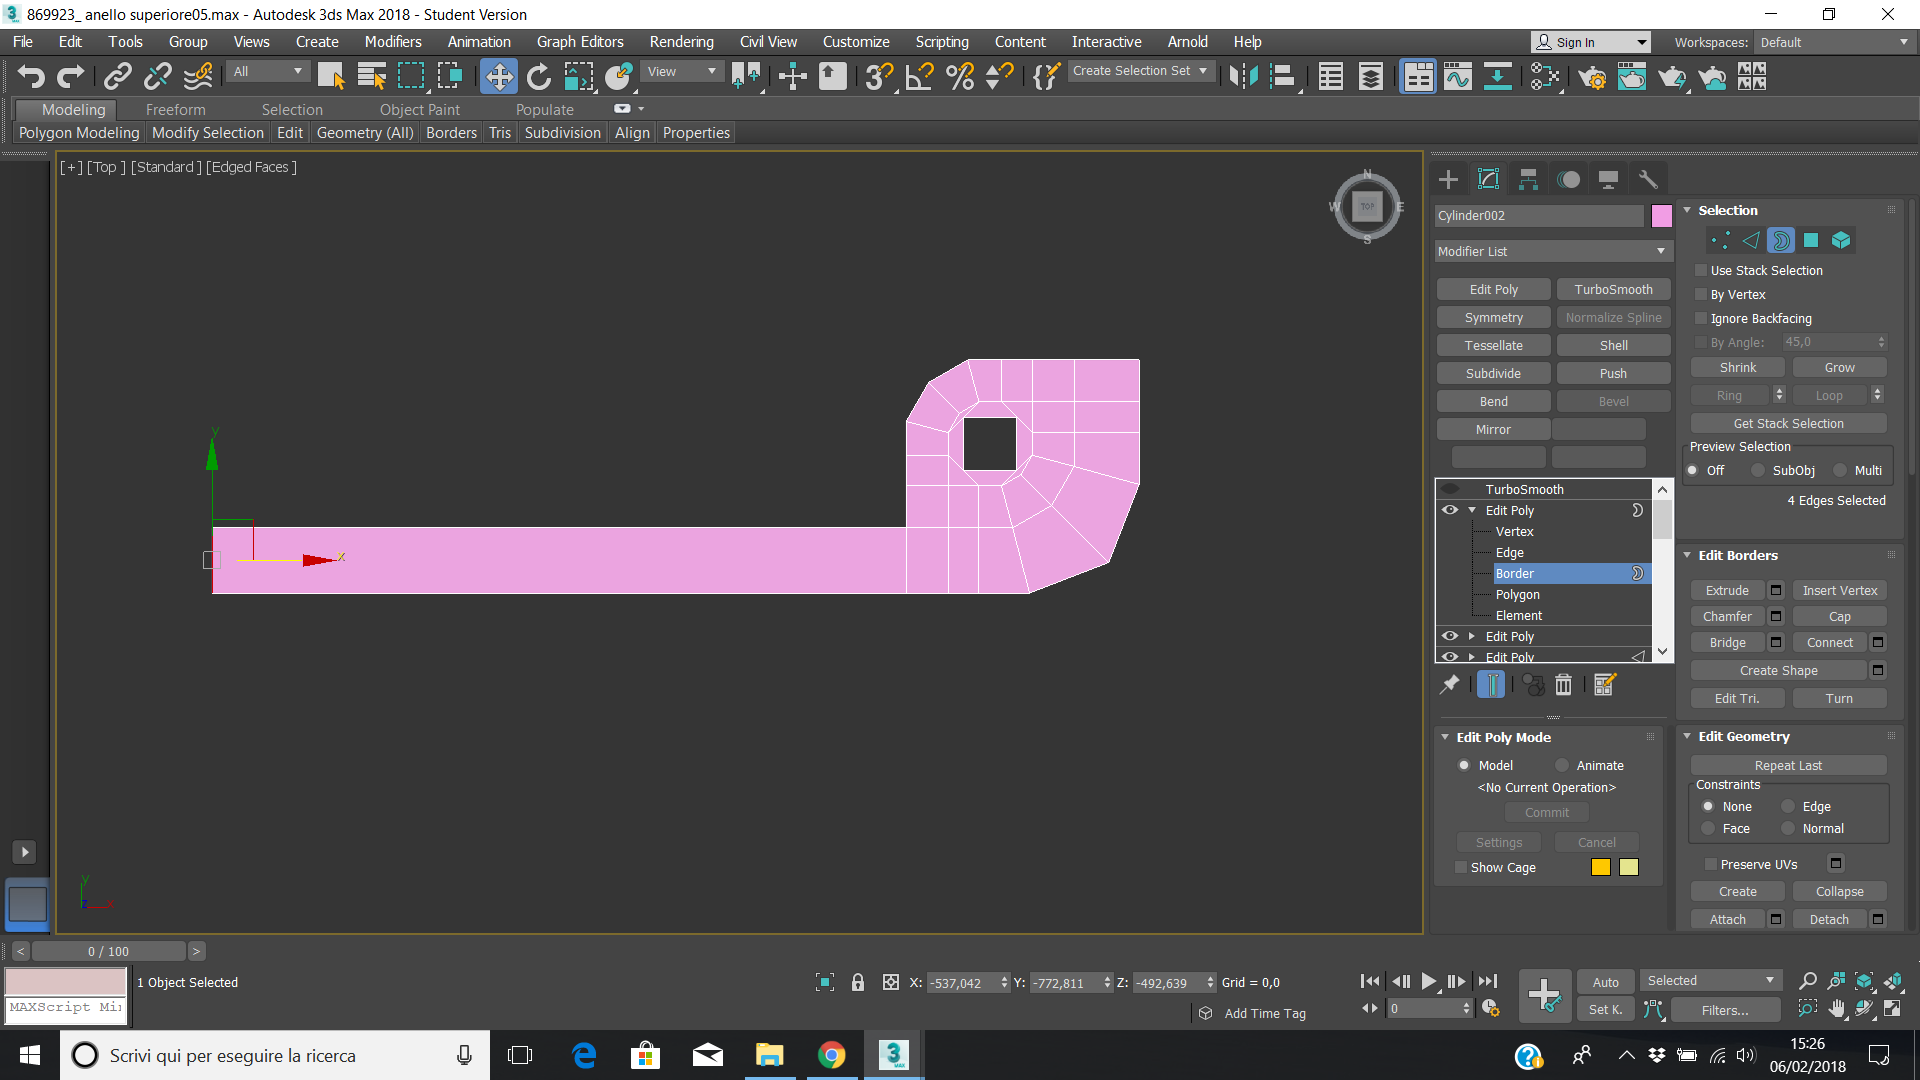 869923_ anello superiore05.max - Autodesk 3ds Max 2018 - Student Version
File Edit Tools Group Views Create Modifiers Animation Graph Editors Rendering Civil View Customize Scripting Content Interactive Arnold Help
Sign In Workspaces: Default
All View Create Selection Set
Modeling Freeform Selection Object Paint Populate
Polygon Modeling Modify Selection Edit Geometry (All) Borders Tris Subdivision Align Properties
[+] [Top ] [Standard ] [Edged Faces ]
N
W TOP E
S
y
x
y
z
Cylinder002
Modifier List
Edit Poly TurboSmooth
Symmetry Normalize Spline
Tessellate Shell
Subdivide Push
Bend Bevel
Mirror
TurboSmooth
Edit Poly
Vertex
Edge
Border
Polygon
Element
Edit Poly
Edit Poly
Edit Poly Mode
Model Animate
<No Current Operation>
Commit
Settings Cancel
Show Cage
Selection
Use Stack Selection
By Vertex
Ignore Backfacing
By Angle: 45,0
Shrink Grow
Ring Loop
Get Stack Selection
Preview Selection
Off SubObj Multi
4 Edges Selected
Edit Borders
Extrude Insert Vertex
Chamfer Cap
Bridge Connect
Create Shape
Edit Tri. Turn
Edit Geometry
Repeat Last
Constraints
None Edge
Face Normal
Preserve UVs
Create Collapse
Attach Detach
< 0 / 100 >
1 Object Selected
MAXScript Mi
X: -537,042 Y: -772,811 Z: -492,639 Grid = 0,0
Add Time Tag
0
Auto Selected
Set K. Filters...
Scrivi qui per eseguire la ricerca
3
MAX
15:26
06/02/2018